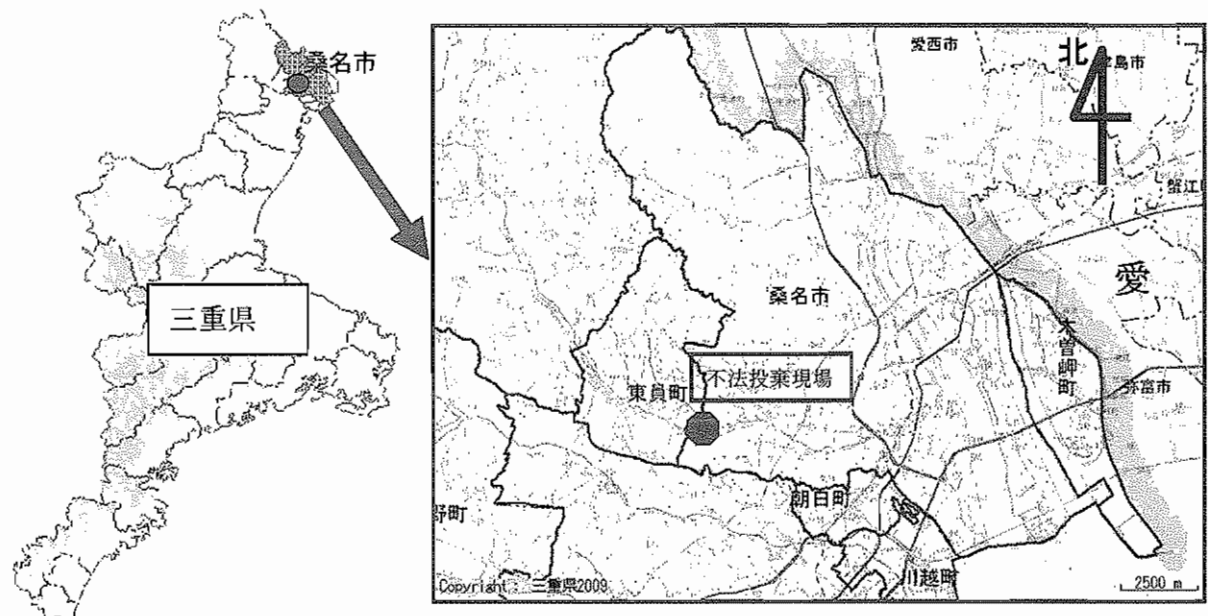 桑名市
三重県
愛西市
北
島市
蟹江
愛
桑名市
木曽岬町
弥富市
不法投棄現場
東員町
朝日町
野町
川越町
Copyright : 三重県2009
2500 m